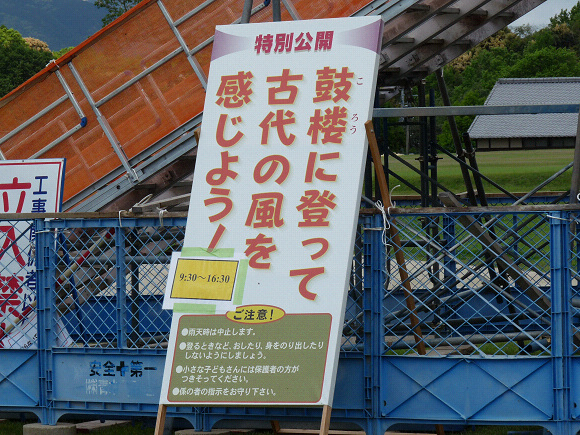 特別公開
鼓楼に登って
ころう
古代の風を
感じよう!
9:30～16:30
ご注意!
●雨天時は中止します。
●登るときなど、おしたり、身をのり出したり
しないようにしましょう。
●小さな子どもさんには保護者の方が
つきそってください。
●係の者の指示をお守り下さい。
工事
者
立
禁
安全十第一